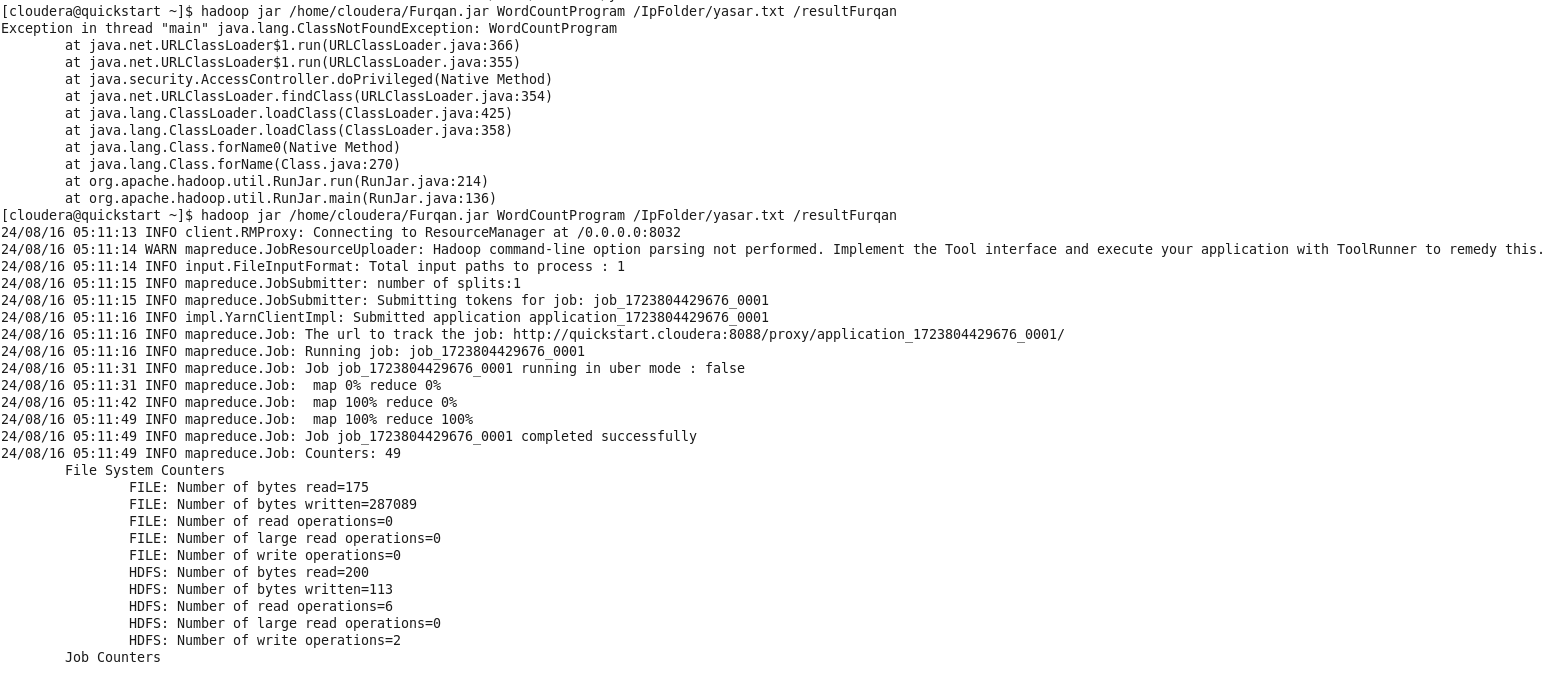 [cloudera@quickstart ~]$ hadoop jar /home/cloudera/Furqan.jar WordCountProgram /IpFolder/yasar.txt /resultFurqan
Exception in thread "main" java.lang.ClassNotFoundException: WordCountProgram
        at java.net.URLClassLoader$1.run(URLClassLoader.java:366)
        at java.net.URLClassLoader$1.run(URLClassLoader.java:355)
        at java.security.AccessController.doPrivileged(Native Method)
        at java.net.URLClassLoader.findClass(URLClassLoader.java:354)
        at java.lang.ClassLoader.loadClass(ClassLoader.java:425)
        at java.lang.ClassLoader.loadClass(ClassLoader.java:358)
        at java.lang.Class.forName0(Native Method)
        at java.lang.Class.forName(Class.java:270)
        at org.apache.hadoop.util.RunJar.run(RunJar.java:214)
        at org.apache.hadoop.util.RunJar.main(RunJar.java:136)
[cloudera@quickstart ~]$ hadoop jar /home/cloudera/Furqan.jar WordCountProgram /IpFolder/yasar.txt /resultFurqan
24/08/16 05:11:13 INFO client.RMProxy: Connecting to ResourceManager at /0.0.0.0:8032
24/08/16 05:11:14 WARN mapreduce.JobResourceUploader: Hadoop command-line option parsing not performed. Implement the Tool interface and execute your application with ToolRunner to remedy this.
24/08/16 05:11:14 INFO input.FileInputFormat: Total input paths to process : 1
24/08/16 05:11:15 INFO mapreduce.JobSubmitter: number of splits:1
24/08/16 05:11:15 INFO mapreduce.JobSubmitter: Submitting tokens for job: job_1723804429676_0001
24/08/16 05:11:16 INFO impl.YarnClientImpl: Submitted application application_1723804429676_0001
24/08/16 05:11:16 INFO mapreduce.Job: The url to track the job: http://quickstart.cloudera:8088/proxy/application_1723804429676_0001/
24/08/16 05:11:16 INFO mapreduce.Job: Running job: job_1723804429676_0001
24/08/16 05:11:31 INFO mapreduce.Job: Job job_1723804429676_0001 running in uber mode : false
24/08/16 05:11:31 INFO mapreduce.Job:  map 0% reduce 0%
24/08/16 05:11:42 INFO mapreduce.Job:  map 100% reduce 0%
24/08/16 05:11:49 INFO mapreduce.Job:  map 100% reduce 100%
24/08/16 05:11:49 INFO mapreduce.Job: Job job_1723804429676_0001 completed successfully
24/08/16 05:11:49 INFO mapreduce.Job: Counters: 49
        File System Counters
                FILE: Number of bytes read=175
                FILE: Number of bytes written=287089
                FILE: Number of read operations=0
                FILE: Number of large read operations=0
                FILE: Number of write operations=0
                HDFS: Number of bytes read=200
                HDFS: Number of bytes written=113
                HDFS: Number of read operations=6
                HDFS: Number of large read operations=0
                HDFS: Number of write operations=2
        Job Counters